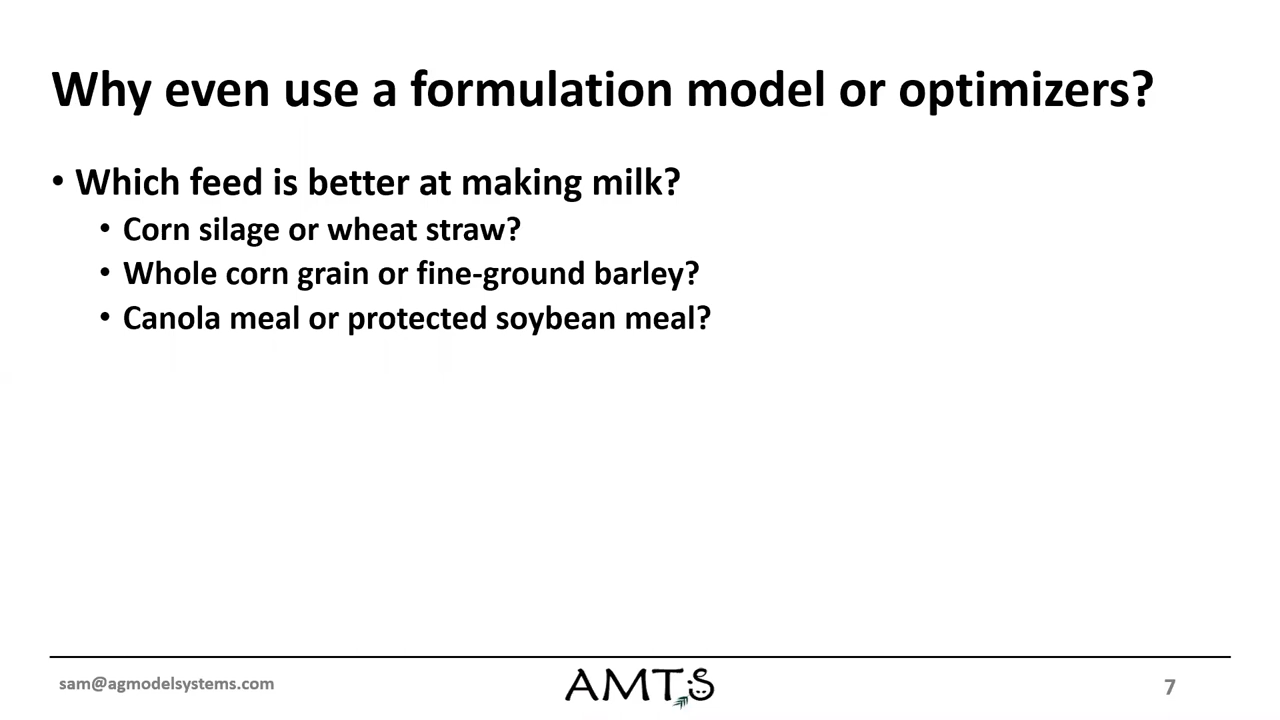 Why even use a formulation model or optimizers?
• Which feed is better at making milk?
• Corn silage or wheat straw?
• Whole corn grain or fine-ground barley?
• Canola meal or protected soybean meal?
sam@agmodelsystems.com
AMTS
7